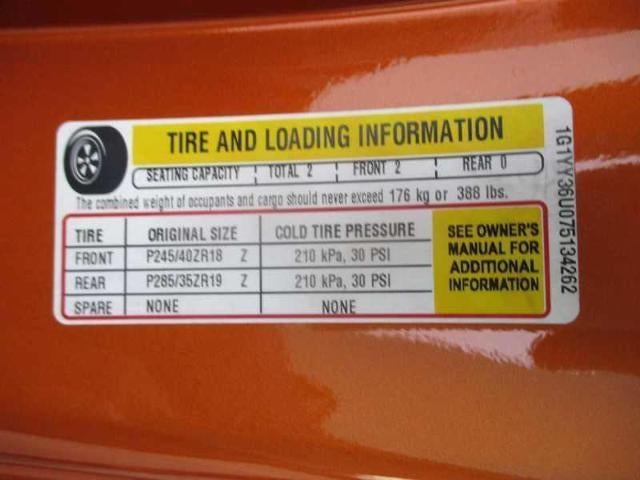 TIRE AND LOADING INFORMATION
SEATING CAPACITY TOTAL 2 FRONT 2 REAR 0
The combined weight of occupants and cargo should never exceed 176 kg or 388 lbs.
TIRE ORIGINAL SIZE COLD TIRE PRESSURE
FRONT P245/40ZR18 Z 210 kPa, 30 PSI
REAR P285/35ZR19 Z 210 kPa, 30 PSI
SPARE NONE NONE
SEE OWNER'S
MANUAL FOR
ADDITIONAL
INFORMATION
1G1YY36U075134262